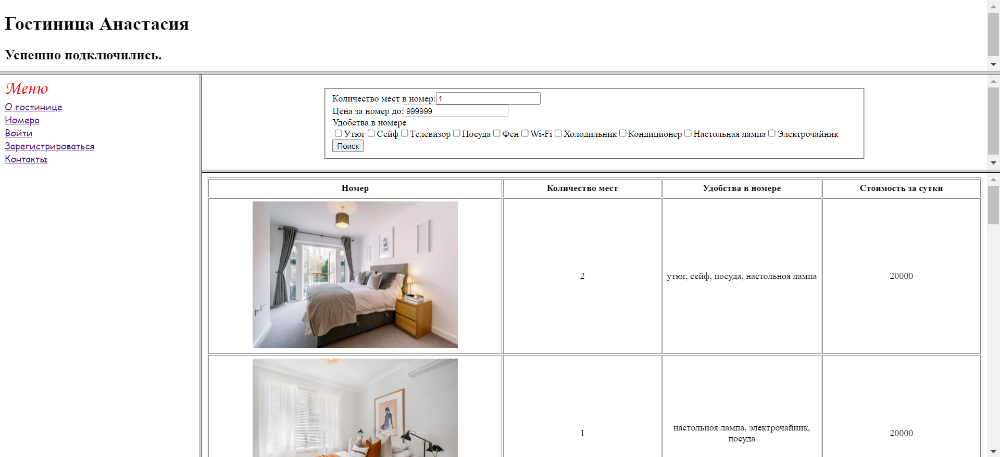 Гостиница Анастасия
Успешно подключились.
Меню
О гостинице
Номера
Войти
Зарегистрироваться
Контакты
Количество мест в номер: 1
Цена за номер до: 999999
Удобства в номере
Утюг Сейф Телевизор Посуда Фен Wi-Fi Холодильник Кондиционер Настольная лампа Электрочайник
Поиск
Номер Количество мест Удобства в номере Стоимость за сутки
2 утюг, сейф, посуда, настольноя лампа 20000
1 настольноя лампа, электрочайник, посуда 20000